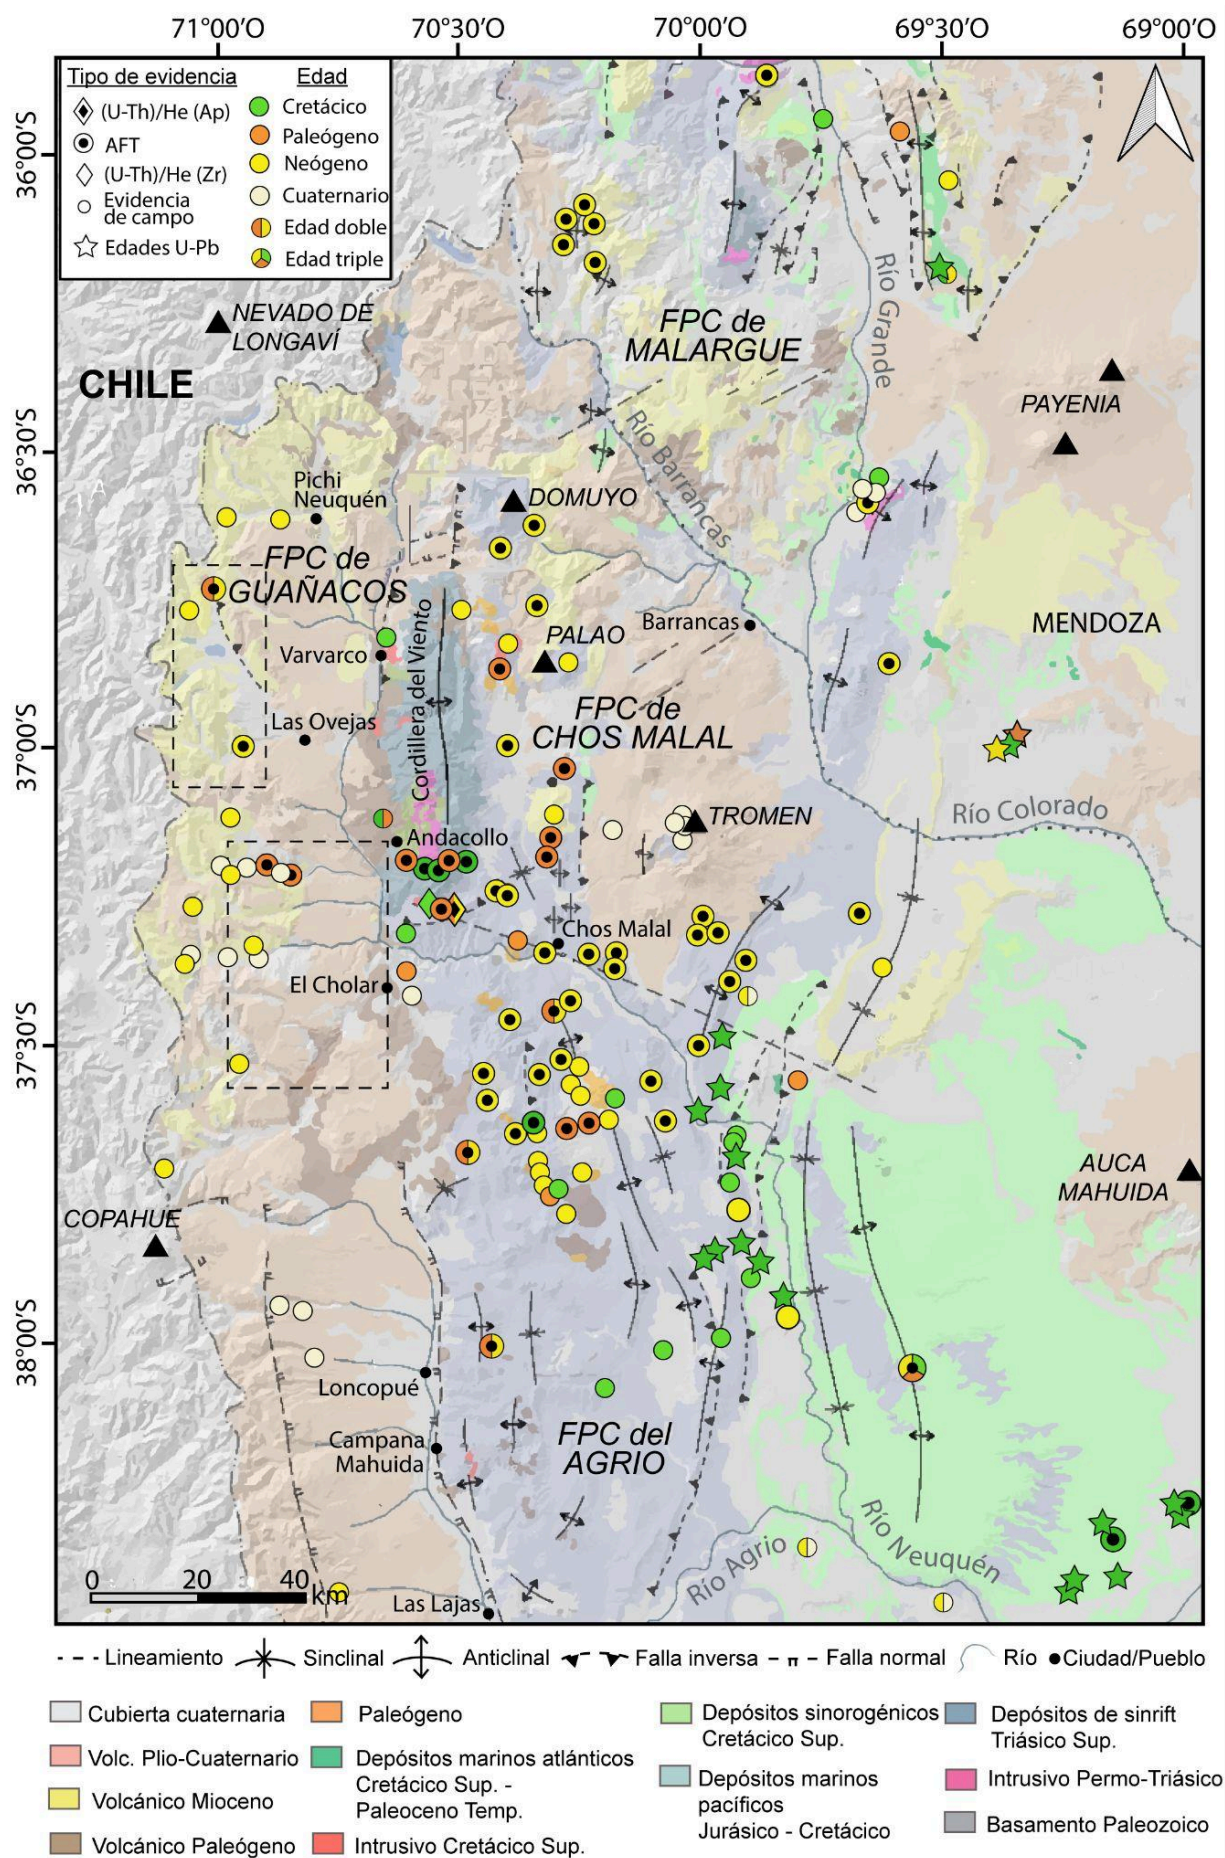 71°00’O 70°30’O 70°00’O 69°30’O 69°00’O
Tipo de evidencia Edad
(U-Th)/He (Ap) Cretácico
AFT Paleógeno
(U-Th)/He (Zr) Neógeno
Evidencia
de campo
Cuaternario
Edades U-Pb
Edad doble
Edad triple
36°00’S
36°30’S
37°00’S
37°30’S
38°00’S
NEVADO DE
LONGAVÍ
CHILE
FPC de
MALARGUE
Río Grande
PAYENIA
Río Barrancas
Pichi
Neuquén
DOMUYO
FPC de
GUAÑACOS
Barrancas
MENDOZA
PALAO
Varvarco
Cordillera del Viento
Las Ovejas
FPC de
CHOS MALAL
Río Colorado
TROMEN
Andacollo
Chos Malal
El Cholar
AUCA
MAHUIDA
COPAHUE
Loncopué
Campana
Mahuida
FPC del
AGRIO
Río Agrio
Río Neuquén
0 20 40 km
Las Lajas
Lineamiento Sinclinal Anticlinal Falla inversa Falla normal Río Ciudad/Pueblo
Cubierta cuaternaria
Volc. Plio-Cuaternario
Volcánico Mioceno
Volcánico Paleógeno
Paleógeno
Depósitos marinos atlánticos
Cretácico Sup. -
Paleoceno Temp.
Intrusivo Cretácico Sup.
Depósitos sinorogénicos
Cretácico Sup.
Depósitos marinos
pacíficos
Jurásico - Cretácico
Depósitos de sinrift
Triásico Sup.
Intrusivo Permo-Triásico
Basamento Paleozoico